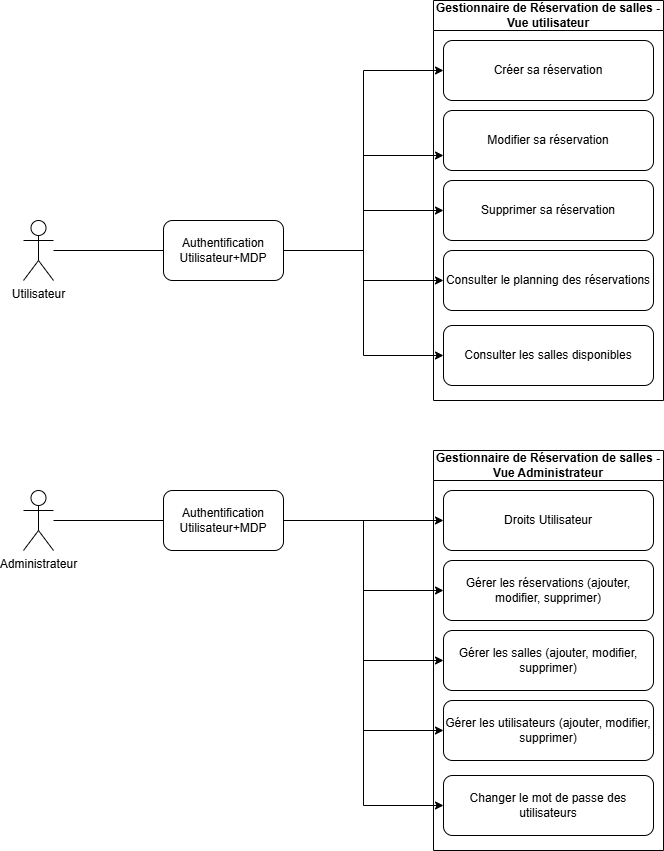 Gestionnaire de Réservation de salles -
Vue utilisateur
Créer sa réservation
Modifier sa réservation
Supprimer sa réservation
Authentification
Utilisateur+MDP
Utilisateur
Consulter le planning des réservations
Consulter les salles disponibles
Gestionnaire de Réservation de salles -
Vue Administrateur
Authentification
Utilisateur+MDP
Administrateur
Droits Utilisateur
Gérer les réservations (ajouter,
modifier, supprimer)
Gérer les salles (ajouter, modifier,
supprimer)
Gérer les utilisateurs (ajouter, modifier,
supprimer)
Changer le mot de passe des
utilisateurs